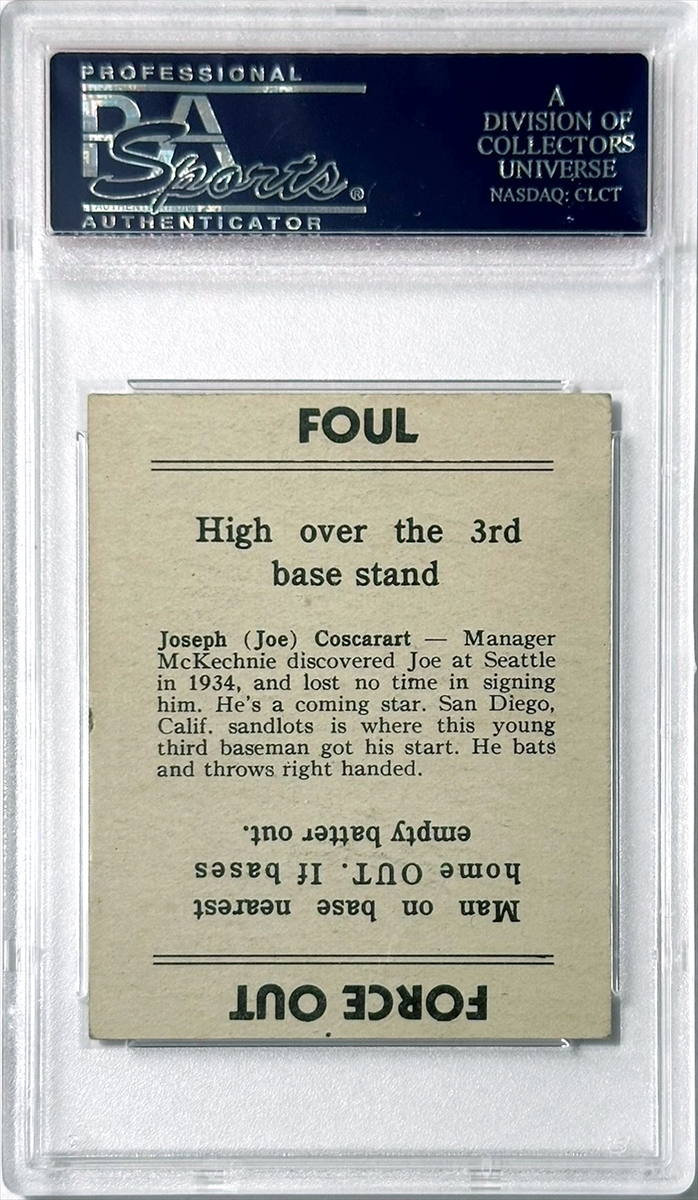 PROFESSIONAL
PSA
Sports®
AUTHENTICATOR
A
DIVISION OF
COLLECTORS
UNIVERSE
NASDAQ: CLCT
FOUL
High over the 3rd
base stand
Joseph (Joe) Coscarart — Manager
McKechnie discovered Joe at Seattle
in 1934, and lost no time in signing
him. He's a coming star. San Diego,
Calif. sandlots is where this young
third baseman got his start. He bats
and throws right handed.
FORCE OUT
Man on base nearest
home OUT. If bases
empty batter out.